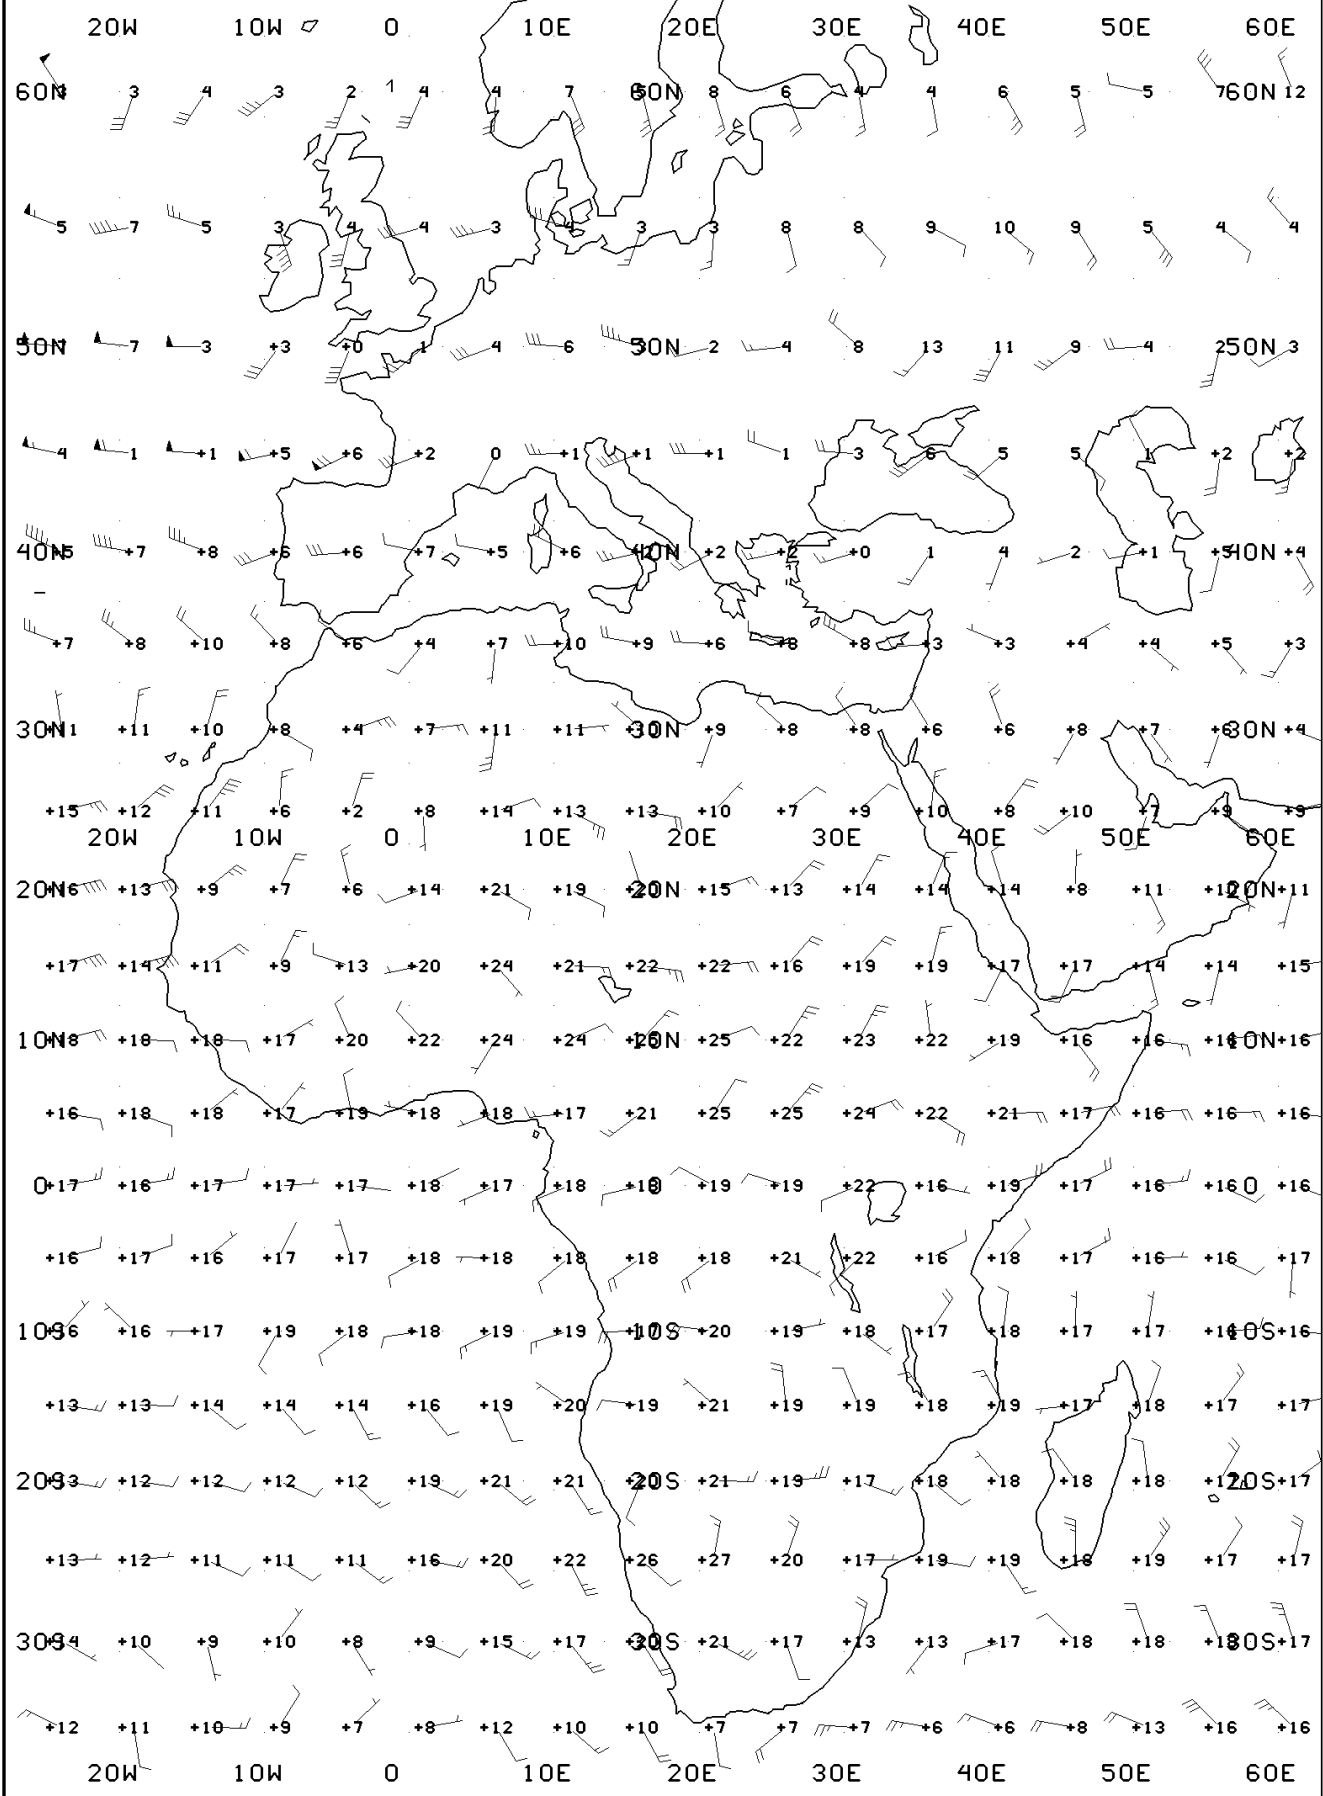 20W 10W 0 10E 20E 30E 40E 50E 60E
60N 3 4 3 2 1 4 4 7 60N 8 6 4 4 6 5 5 7 60N 12
5 7 5 3 4 4 3 4 3 3 8 8 9 10 9 5 4 4
50N 7 3 +3 +0 1 4 6 50N 2 4 8 13 11 9 4 2 50N 3
4 1 +1 +5 +6 +2 0 +1 +1 +1 1 3 6 5 5 1 +2 +2
40N +5 +7 +8 +6 +6 +7 +5 +6 40N +2 +2 +0 1 4 2 +1 +5 40N +4
+7 +8 +10 +8 +6 +4 +7 +10 +9 +6 +8 +8 +3 +3 +4 +4 +5 +3
30N +11 +10 +8 +4 +7 +11 +11 30N +9 +8 +8 +6 +6 +8 +7 +6 30N +4
+15 +12 +11 +6 +2 +8 +14 +13 +13 +10 +7 +9 +10 +8 +10 +7 +9 +9
20W 10W 0 10E 20E 30E 40E 50E 60E
20N +13 +9 +7 +6 +14 +21 +19 20N +15 +13 +14 +14 +14 +8 +11 20N +11
+17 +14 +11 +9 +13 +20 +24 +21 +22 +22 +16 +19 +19 +17 +17 +14 +14 +15
10N +18 +18 +17 +20 +22 +24 +24 10N +25 +22 +23 +22 +19 +16 +16 10N +16
+16 +18 +18 +17 +19 +18 +18 +17 +21 +25 +25 +24 +22 +21 +17 +16 +16 +16
0 +17 +16 +17 +17 +17 +18 +17 +18 0 +19 +19 +22 +16 +19 +17 +16 +16 0 +16
+16 +17 +16 +17 +17 +18 +18 +18 +18 +18 +21 +22 +16 +18 +17 +16 +16 +17
10S +16 +17 +19 +18 +18 +19 +19 10S +20 +19 +18 +17 +18 +17 +17 10S +16
+13 +13 +14 +14 +14 +16 +19 +20 +19 +21 +19 +19 +18 +19 +17 +18 +17 +17
20S +12 +12 +12 +12 +19 +21 +21 20S +21 +19 +17 +18 +18 +18 +18 20S +17
+13 +12 +11 +11 +11 +16 +20 +22 +26 +27 +20 +17 +19 +19 +18 +19 +17 +17
30S +10 +9 +10 +8 +9 +15 +17 30S +21 +17 +13 +13 +17 +18 +18 30S +17
+12 +11 +10 +9 +7 +8 +12 +10 +10 +7 +7 +7 +6 +6 +8 +13 +16 +16
20W 10W 0 10E 20E 30E 40E 50E 60E